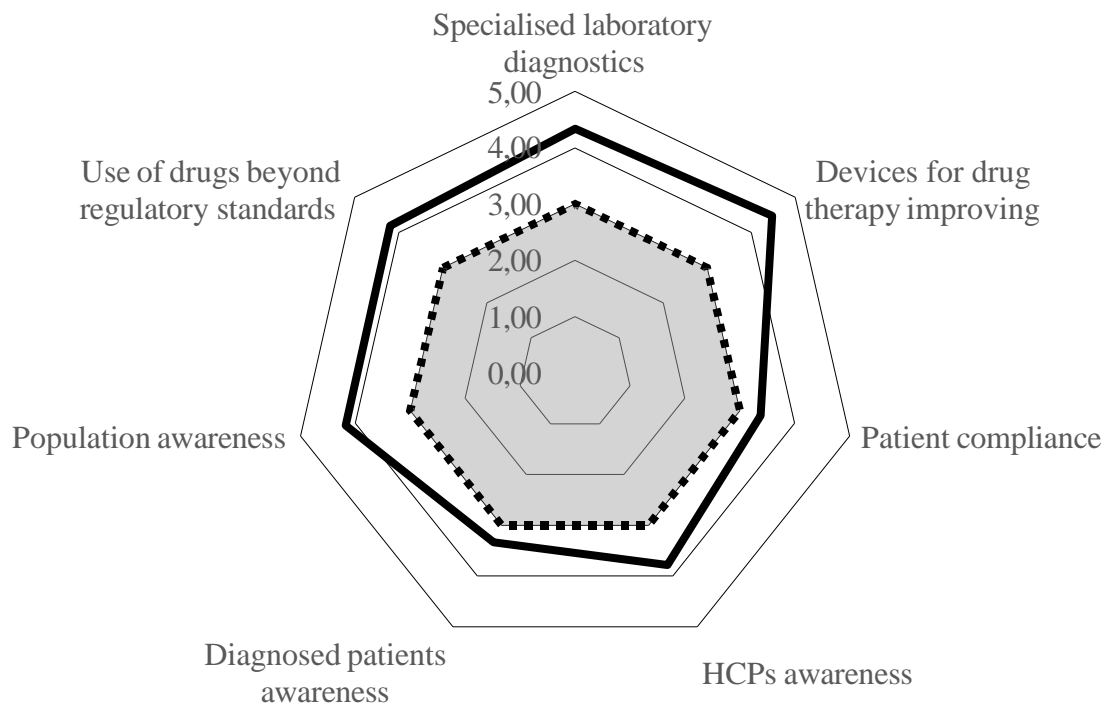 Specialised laboratory
diagnostics
5,00
4,00
3,00
2,00
1,00
0,00
Devices for drug
therapy improving
Patient compliance
HCPs awareness
Diagnosed patients
awareness
Population awareness
Use of drugs beyond
regulatory standards